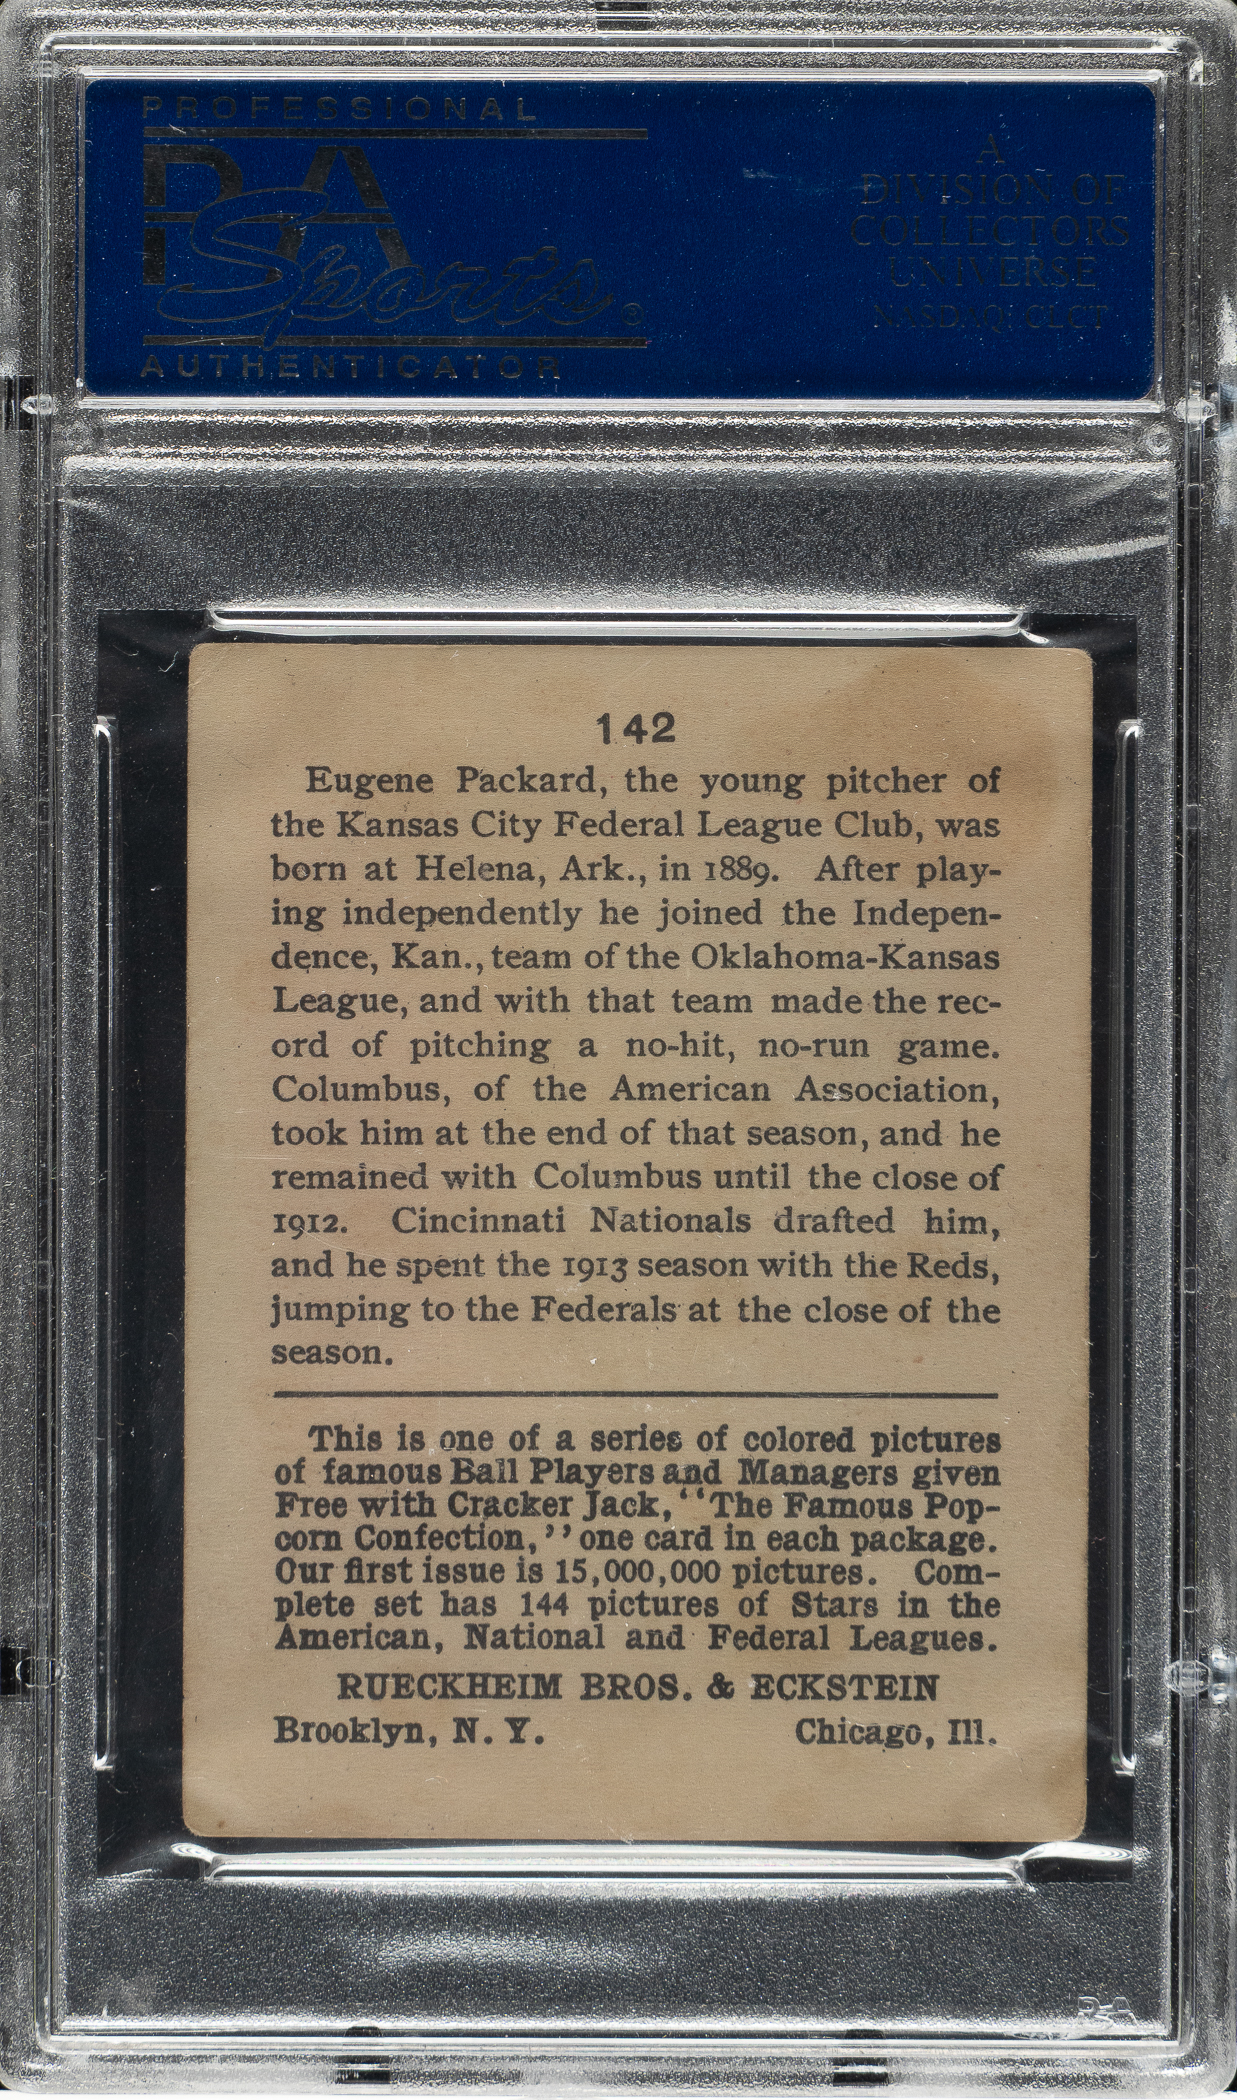 PROFESSIONAL
PSA
Sports®
AUTHENTICATOR
A
DIVISION OF
COLLECTORS
UNIVERSE
NASDAQ: CLCT
142
Eugene Packard, the young pitcher of
the Kansas City Federal League Club, was
born at Helena, Ark., in 1889. After play-
ing independently he joined the Indepen-
dence, Kan., team of the Oklahoma-Kansas
League, and with that team made the rec-
ord of pitching a no-hit, no-run game.
Columbus, of the American Association,
took him at the end of that season, and he
remained with Columbus until the close of
1912. Cincinnati Nationals drafted him,
and he spent the 1913 season with the Reds,
jumping to the Federals at the close of the
season.
This is one of a series of colored pictures
of famous Ball Players and Managers given
Free with Cracker Jack, "The Famous Pop-
corn Confection," one card in each package.
Our first issue is 15,000,000 pictures. Com-
plete set has 144 pictures of Stars in the
American, National and Federal Leagues.
RUECKHEIM BROS. & ECKSTEIN
Brooklyn, N. Y. Chicago, Ill.
PSA